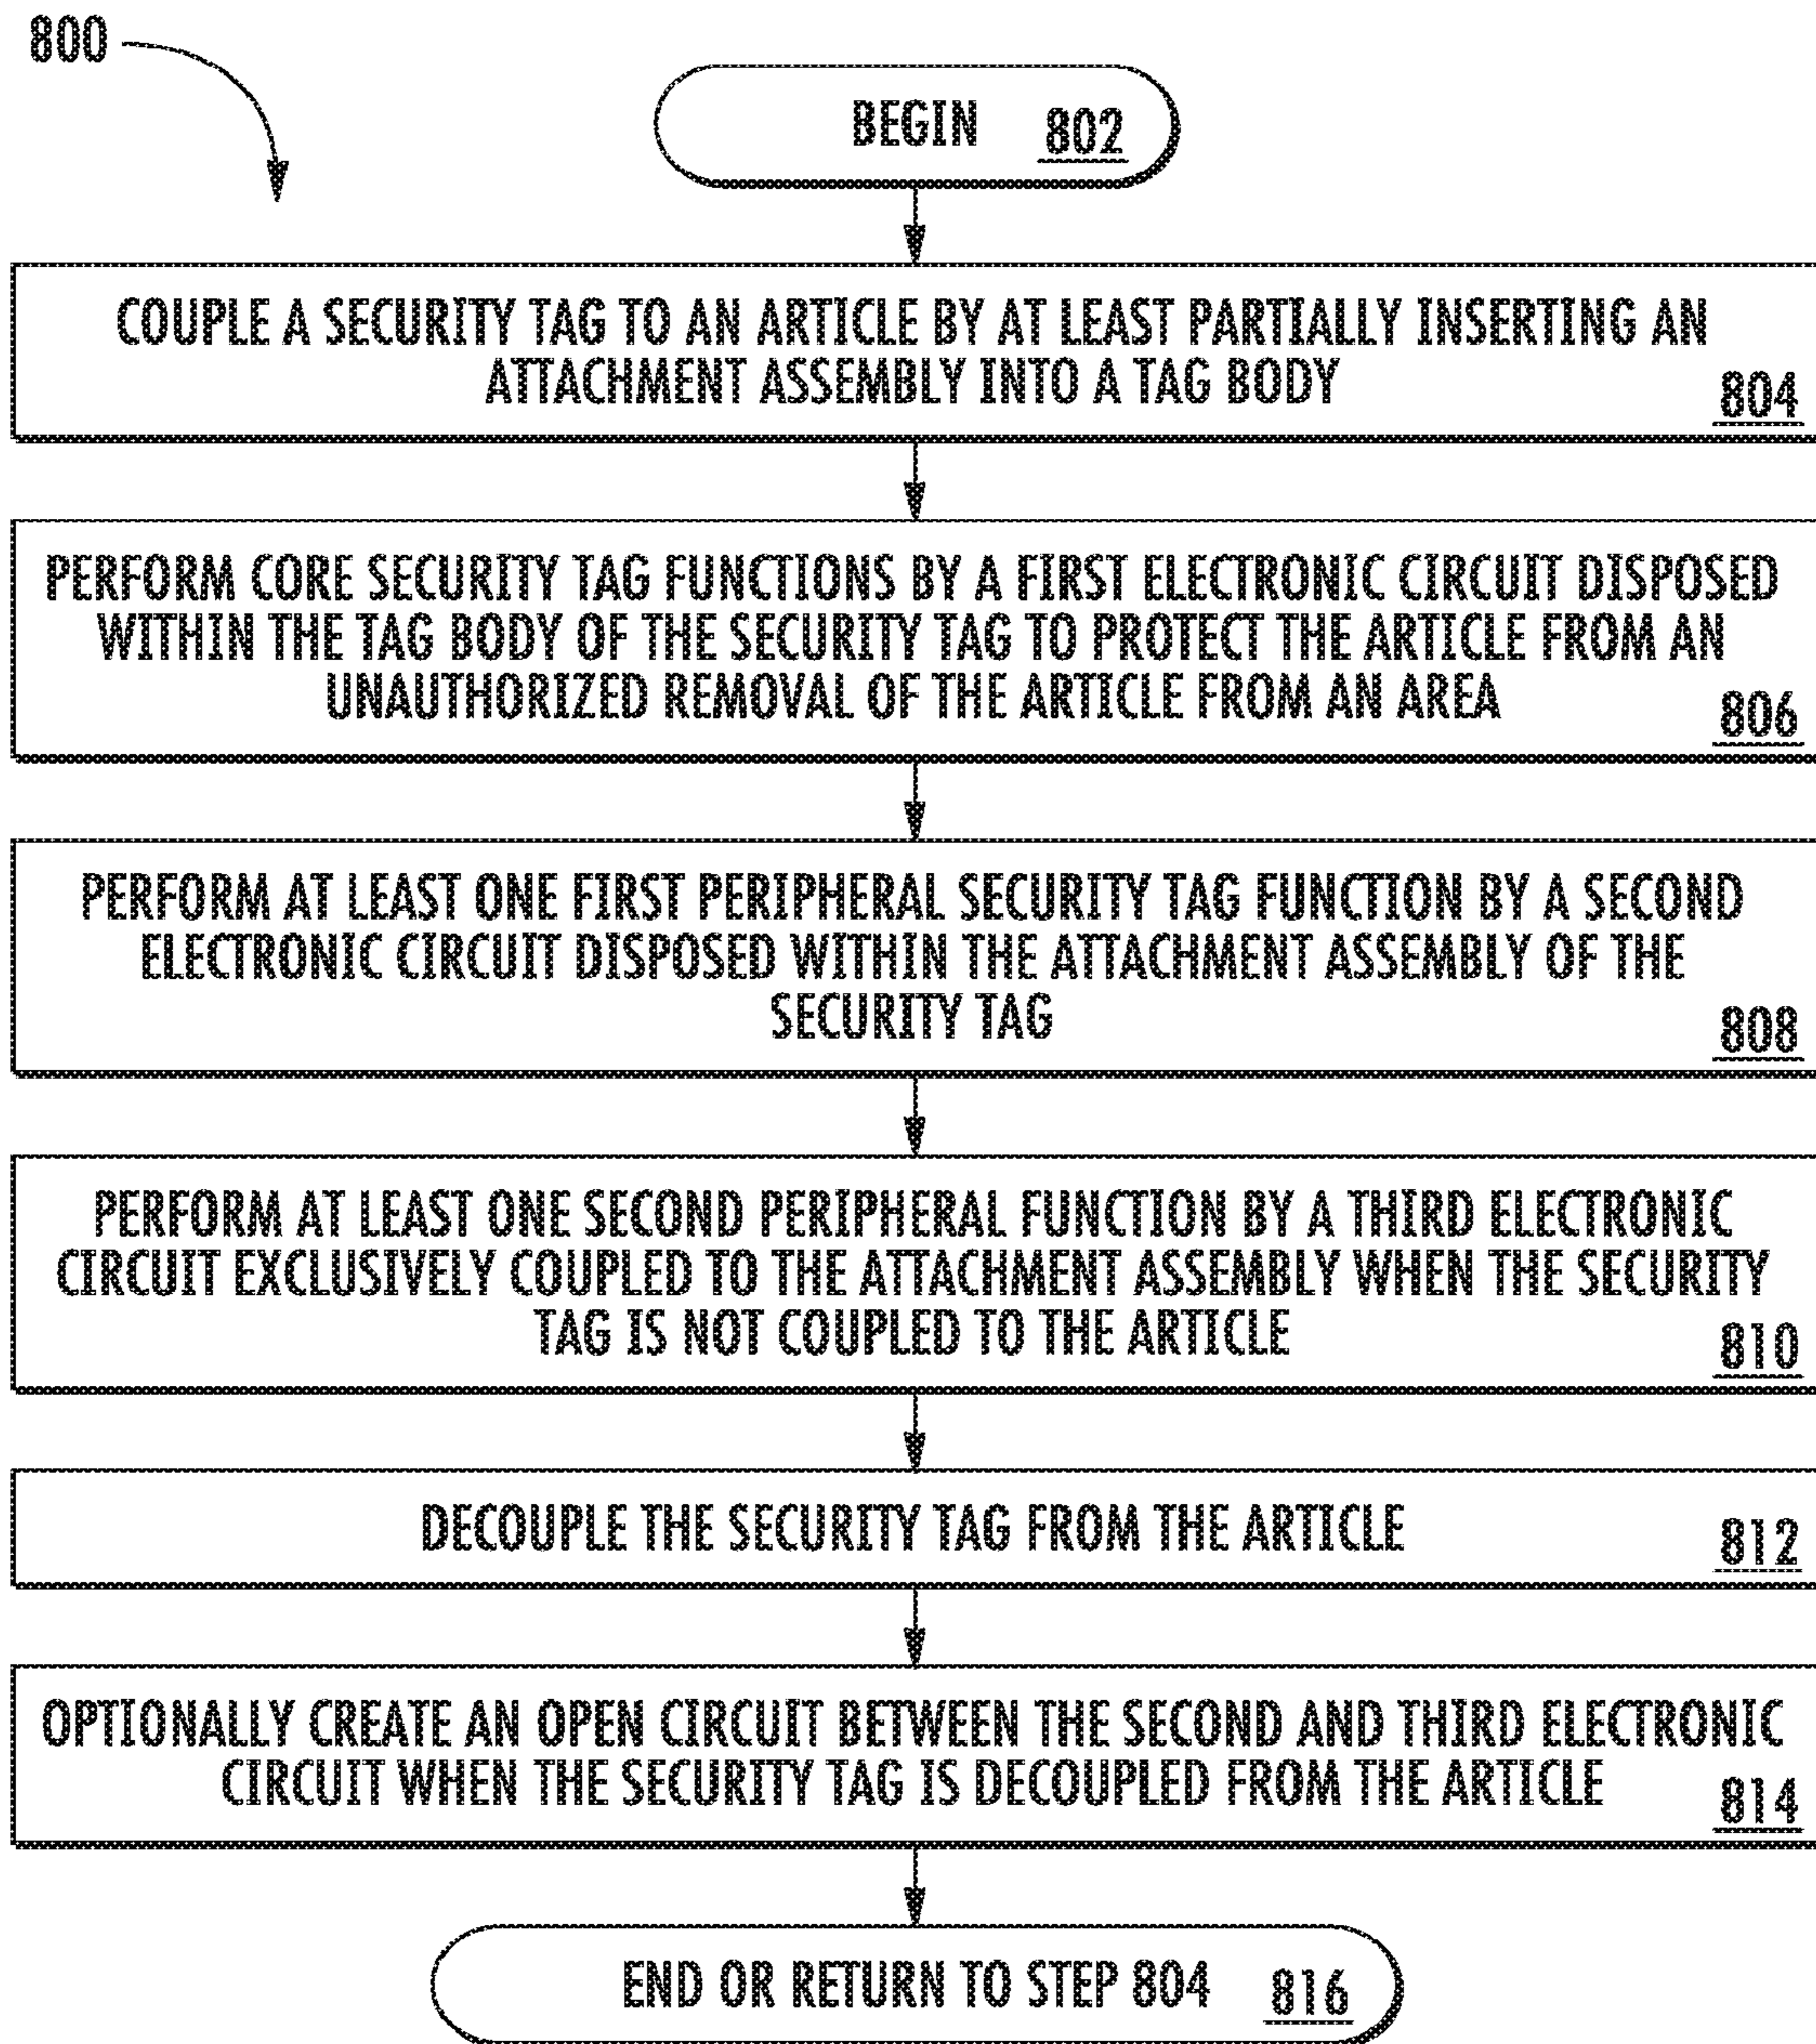 800
BEGIN 802
COUPLE A SECURITY TAG TO AN ARTICLE BY AT LEAST PARTIALLY INSERTING AN
ATTACHMENT ASSEMBLY INTO A TAG BODY
804
PERFORM CORE SECURITY TAG FUNCTIONS BY A FIRST ELECTRONIC CIRCUIT DISPOSED
WITHIN THE TAG BODY OF THE SECURITY TAG TO PROTECT THE ARTICLE FROM AN
UNAUTHORIZED REMOVAL OF THE ARTICLE FROM AN AREA
806
PERFORM AT LEAST ONE FIRST PERIPHERAL SECURITY TAG FUNCTION BY A SECOND
ELECTRONIC CIRCUIT DISPOSED WITHIN THE ATTACHMENT ASSEMBLY OF THE
SECURITY TAG
808
PERFORM AT LEAST ONE SECOND PERIPHERAL FUNCTION BY A THIRD ELECTRONIC
CIRCUIT EXCLUSIVELY COUPLED TO THE ATTACHMENT ASSEMBLY WHEN THE SECURITY
TAG IS NOT COUPLED TO THE ARTICLE
810
DECOUPLE THE SECURITY TAG FROM THE ARTICLE
812
OPTIONALLY CREATE AN OPEN CIRCUIT BETWEEN THE SECOND AND THIRD ELECTRONIC
CIRCUIT WHEN THE SECURITY TAG IS DECOUPLED FROM THE ARTICLE
814
END OR RETURN TO STEP 804 816